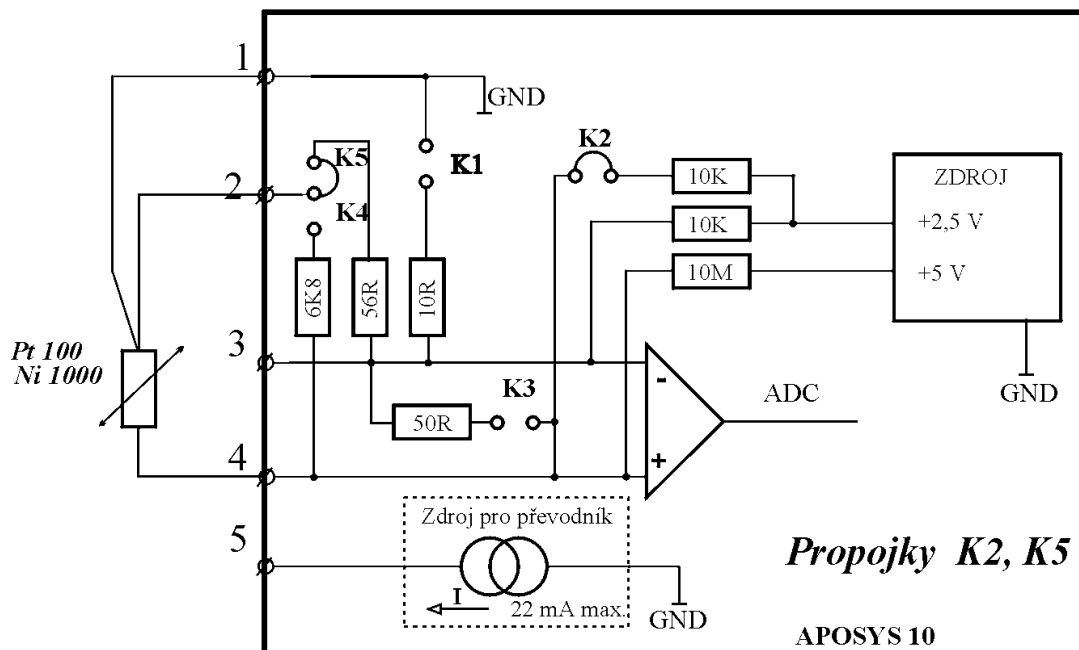 1
GND
K5
K1
K2
10K
ZDROJ
2
K4
10K
+2,5 V
10M
+5 V
6K8
56R
10R
3
Pt 100
Ni 1000
-
K3
ADC
GND
50R
4
+
Zdroj pro převodník
5
Propojky K2, K5
I
22 mA max.
GND
APOSYS 10